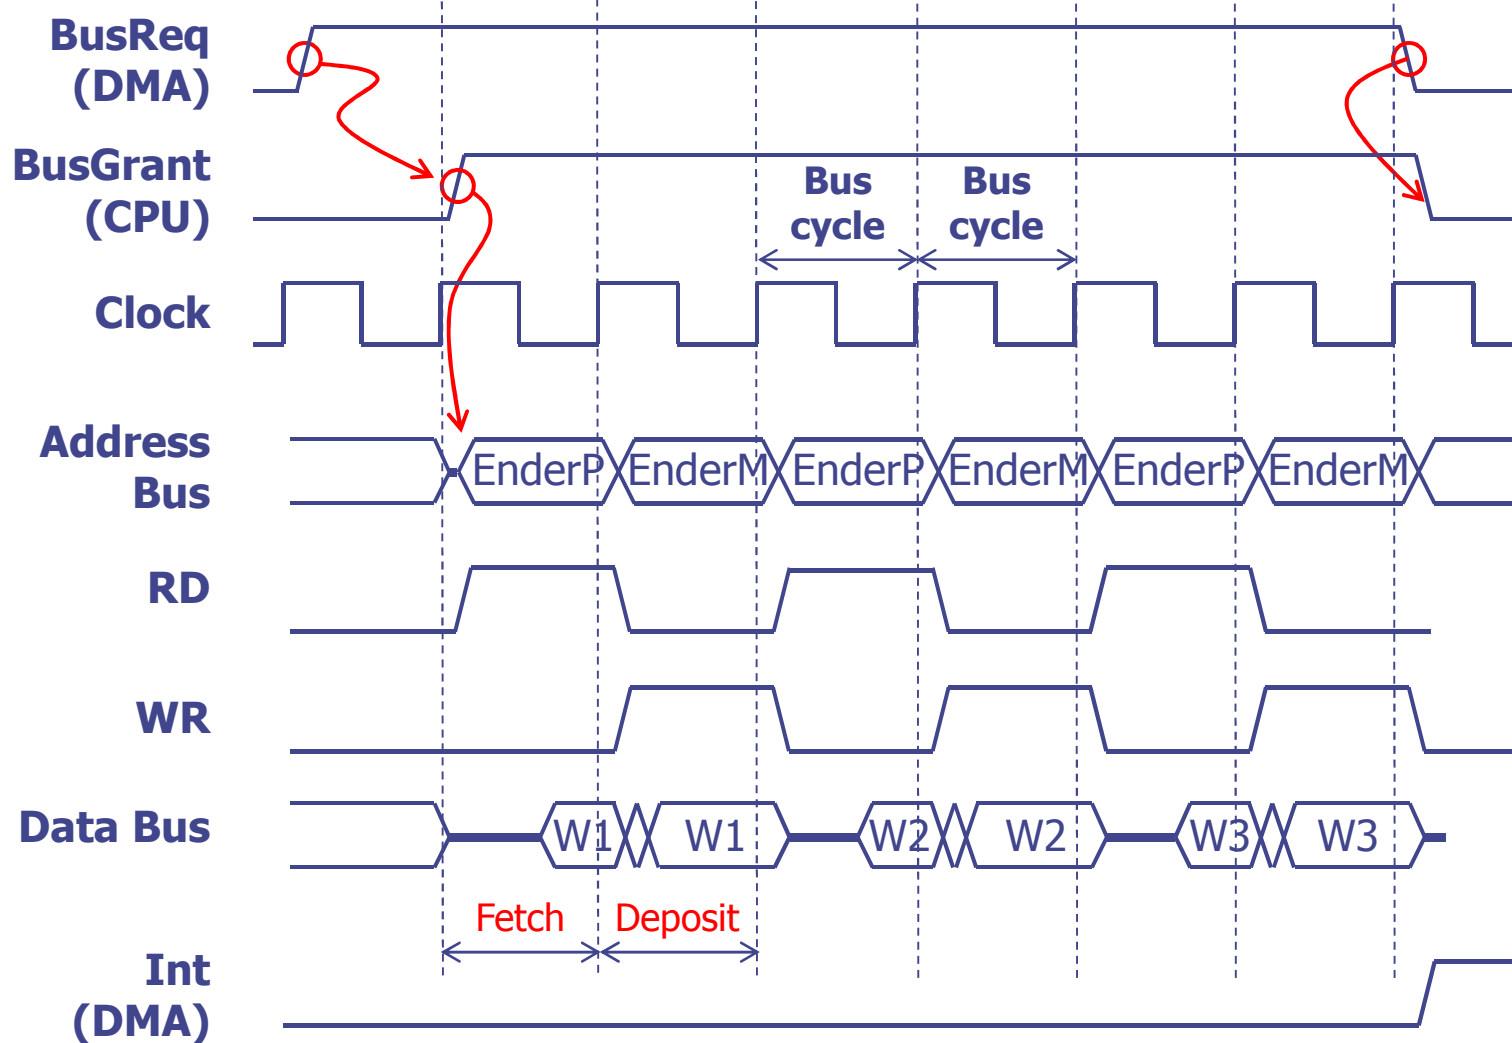 BusReq
(DMA)
BusGrant
(CPU)
Bus
cycle
Bus
cycle
Clock
Address
Bus
EnderP
EnderM
EnderP
EnderM
EnderP
EnderM
RD
WR
Data Bus
W1
W1
W2
W2
W3
W3
Fetch
Deposit
Int
(DMA)